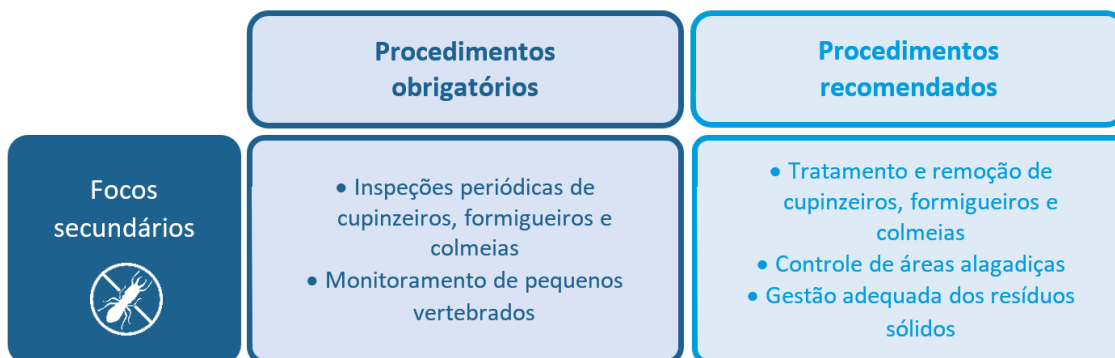 Procedimentos
obrigatórios
Procedimentos
recomendados
Focos
secundários
• Inspeções periódicas de
cupinzeiros, formigueiros e
colmeias
• Monitoramento de pequenos
vertebrados
• Tratamento e remoção de
cupinzeiros, formigueiros e
colmeias
• Controle de áreas alagadiças
• Gestão adequada dos resíduos
sólidos